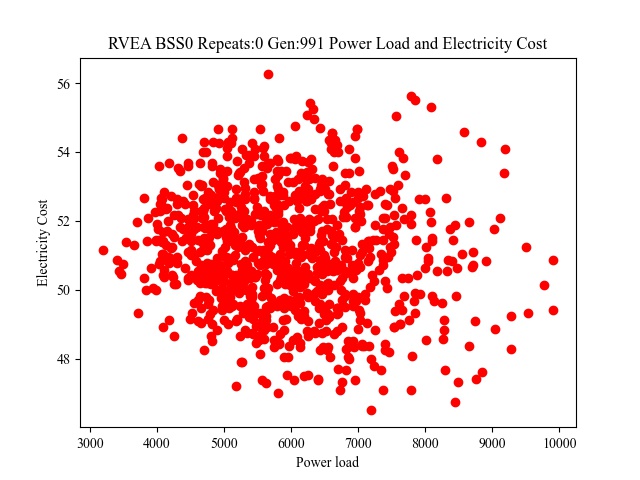 RVEA BSS0 Repeats:0 Gen:991 Power Load and Electricity Cost
56
54
52
50
48
Electricity Cost
3000 4000 5000 6000 7000 8000 9000 10000
Power load